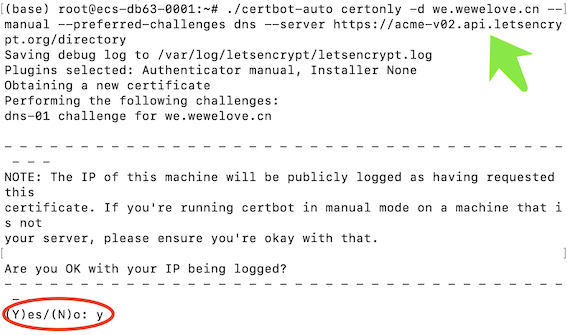 (base) root@ecs-db63-0001:~# ./certbot-auto certonly -d we.wewelove.cn --
manual --preferred-challenges dns --server https://acme-v02.api.letsencry
pt.org/directory
Saving debug log to /var/log/letsencrypt/letsencrypt.log
Plugins selected: Authenticator manual, Installer None
Obtaining a new certificate
Performing the following challenges:
dns-01 challenge for we.wewelove.cn
- - - - - - - - - - - - - - - - - - - - - - - - - - - - - - - - - - - - -
- - -
NOTE: The IP of this machine will be publicly logged as having requested
this
certificate. If you're running certbot in manual mode on a machine that i
s not
your server, please ensure you're okay with that.
Are you OK with your IP being logged?
- - - - - - - - - - - - - - - - - - - - - - - - - - - - - - - - - - - - -
- - -
(Y)es/(N)o: y